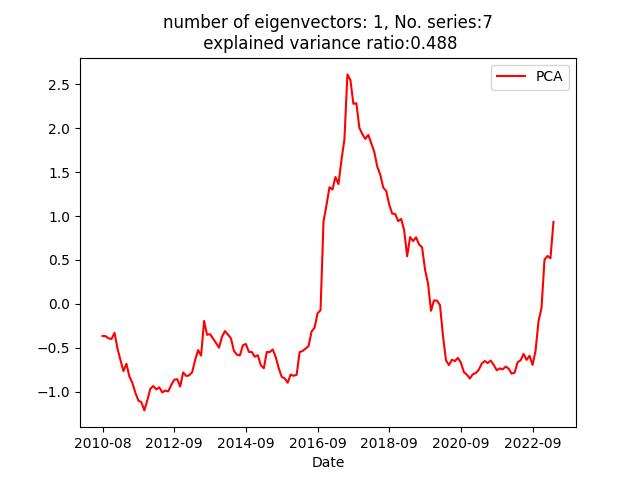 number of eigenvectors: 1, No. series:7
explained variance ratio:0.488
PCA
2.5
2.0
1.5
1.0
0.5
0.0
−0.5
−1.0
2010-08 2012-09 2014-09 2016-09 2018-09 2020-09 2022-09
Date